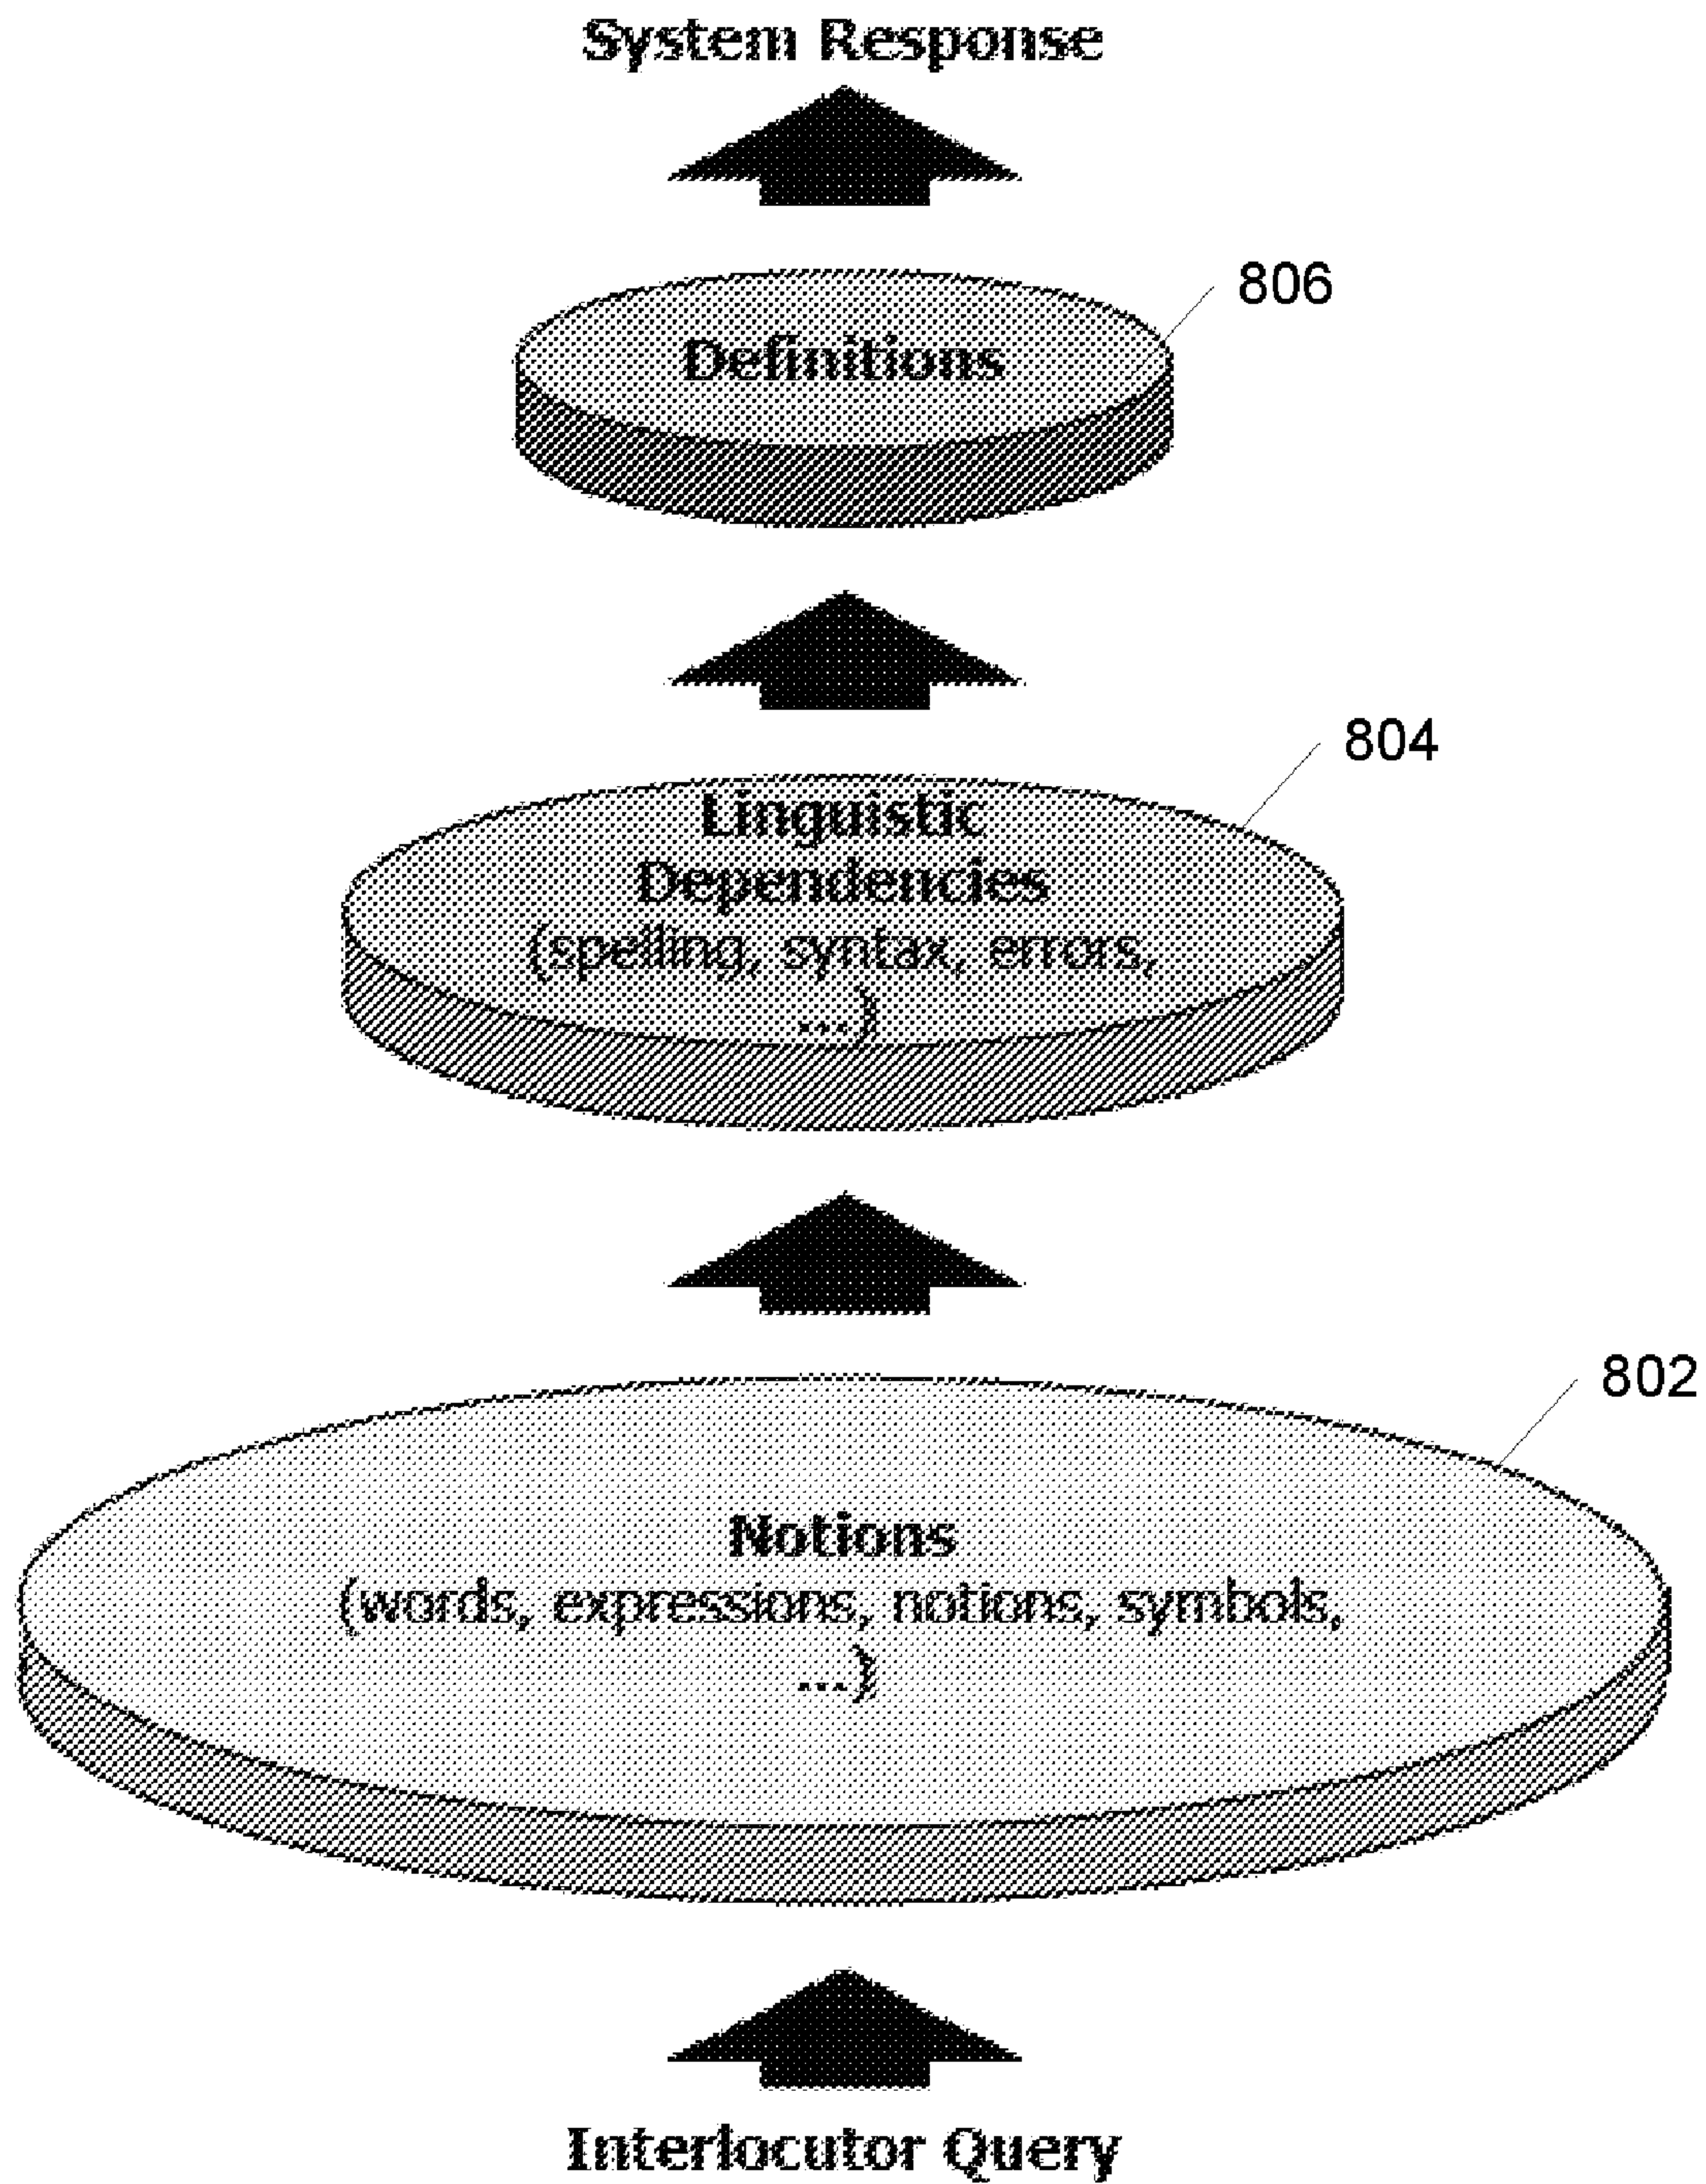 System Response
806
Definitions
804
Linguistic
Dependencies
(spelling, syntax, errors,
...)
802
Notions
(words, expressions, notions, symbols,
...)
Interlocutor Query